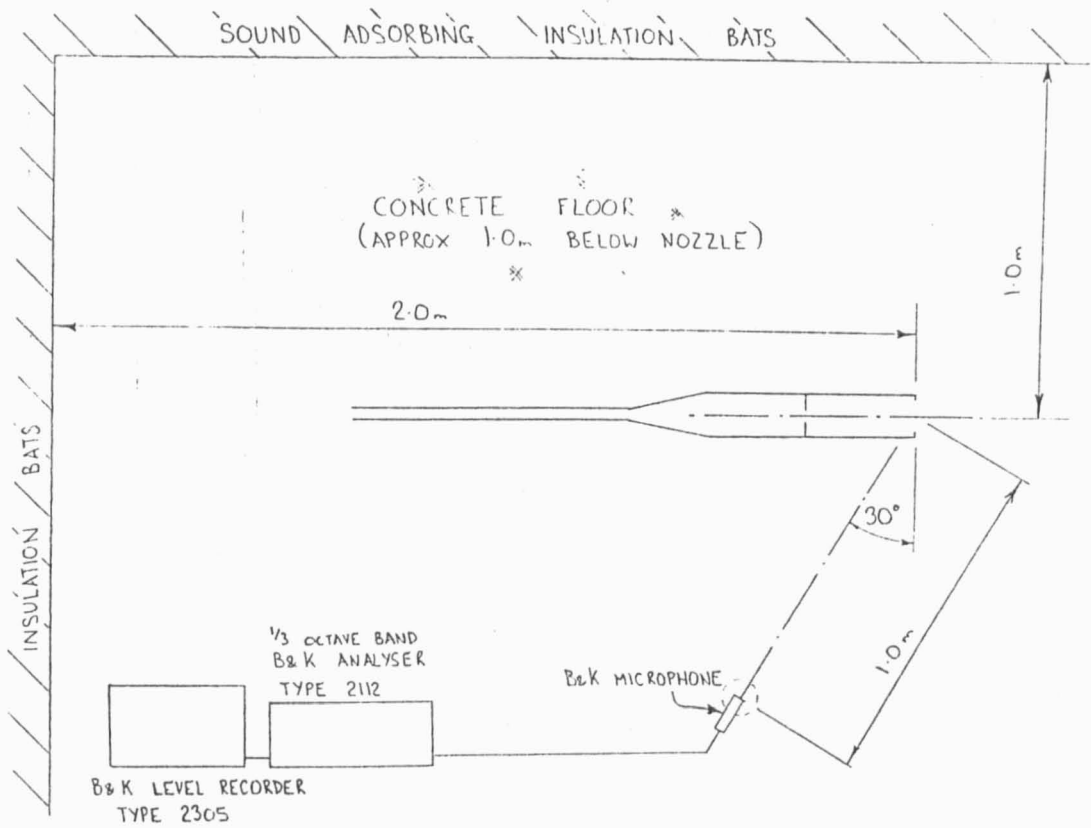 SOUND ADSORBING INSULATION BATS
CONCRETE FLOOR
(APPROX 1.0m BELOW NOZZLE)
2.0m
1.0m
INSULATION BATS
30°
1.0m
1/3 OCTAVE BAND
B&K ANALYSER
TYPE 2112
B&K MICROPHONE
B&K LEVEL RECORDER
TYPE 2305